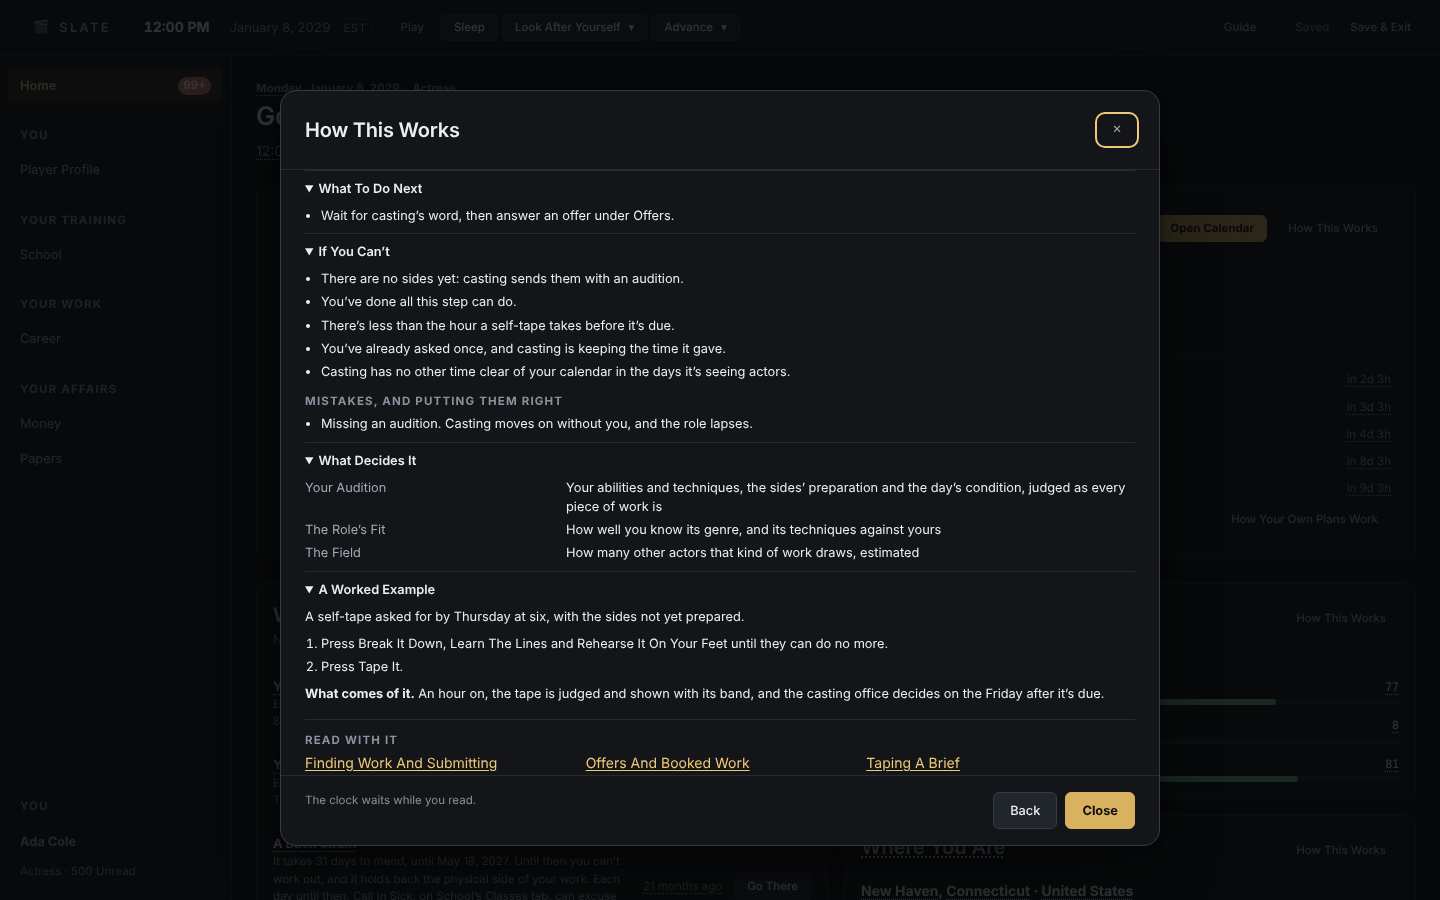 SLATE
12:00 PM
January 8, 2029
EST
Play
Sleep
Look After Yourself ▾
Advance ▾
Guide
Saved
Save & Exit
Home
99+
YOU
Player Profile
YOUR TRAINING
School
YOUR WORK
Career
YOUR AFFAIRS
Money
Papers
YOU
Ada Cole
Actress · 500 Unread
Monday, January 8, 2029 · Actress
Open Calendar
How This Works
in 2d 3h
in 3d 3h
in 4d 3h
in 8d 3h
in 9d 3h
How Your Own Plans Work
How This Works
77
8
81
How This Works
×
What To Do Next
• Wait for casting's word, then answer an offer under Offers.
If You Can't
• There are no sides yet: casting sends them with an audition.
• You've done all this step can do.
• There's less than the hour a self-tape takes before it's due.
• You've already asked once, and casting is keeping the time it gave.
• Casting has no other time clear of your calendar in the days it's seeing actors.
MISTAKES, AND PUTTING THEM RIGHT
• Missing an audition. Casting moves on without you, and the role lapses.
What Decides It
Your Audition
Your abilities and techniques, the sides' preparation and the day's condition, judged as every
piece of work is
The Role's Fit
How well you know its genre, and its techniques against yours
The Field
How many other actors that kind of work draws, estimated
A Worked Example
A self-tape asked for by Thursday at six, with the sides not yet prepared.
1. Press Break It Down, Learn The Lines and Rehearse It On Your Feet until they can do no more.
2. Press Tape It.
What comes of it. An hour on, the tape is judged and shown with its band, and the casting office decides on the Friday after it's due.
READ WITH IT
Finding Work And Submitting
Offers And Booked Work
Taping A Brief
The clock waits while you read.
Back
Close
It takes 31 days to mend, until May 18, 2027. Until then you can't
work out, and it holds back the physical side of your work. Each
day until then, Call In Sick, on School's Classes tab, can excuse
21 months ago
Go There
Where You Are
How This Works
New Haven, Connecticut · United States